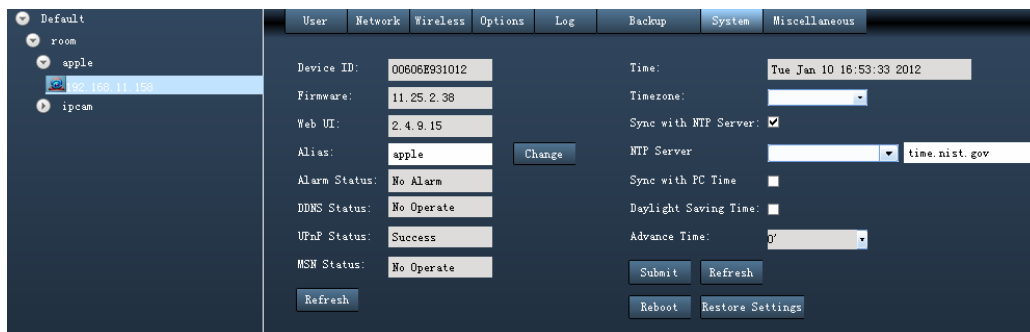 Default
room
apple
192.168.11.158
ipcam
User Network Wireless Options Log Backup System Miscellaneous
Device ID: 00606E931012
Firmware: 11.25.2.38
Web UI: 2.4.9.15
Alias: apple Change
Alarm Status: No Alarm
DDNS Status: No Operate
UPnP Status: Success
MSN Status: No Operate
Refresh
Time: Tue Jan 10 16:53:33 2012
Timezone:
Sync with NTP Server:
NTP Server time.nist.gov
Sync with PC Time
Daylight Saving Time:
Advance Time: 0'
Submit Refresh
Reboot Restore Settings